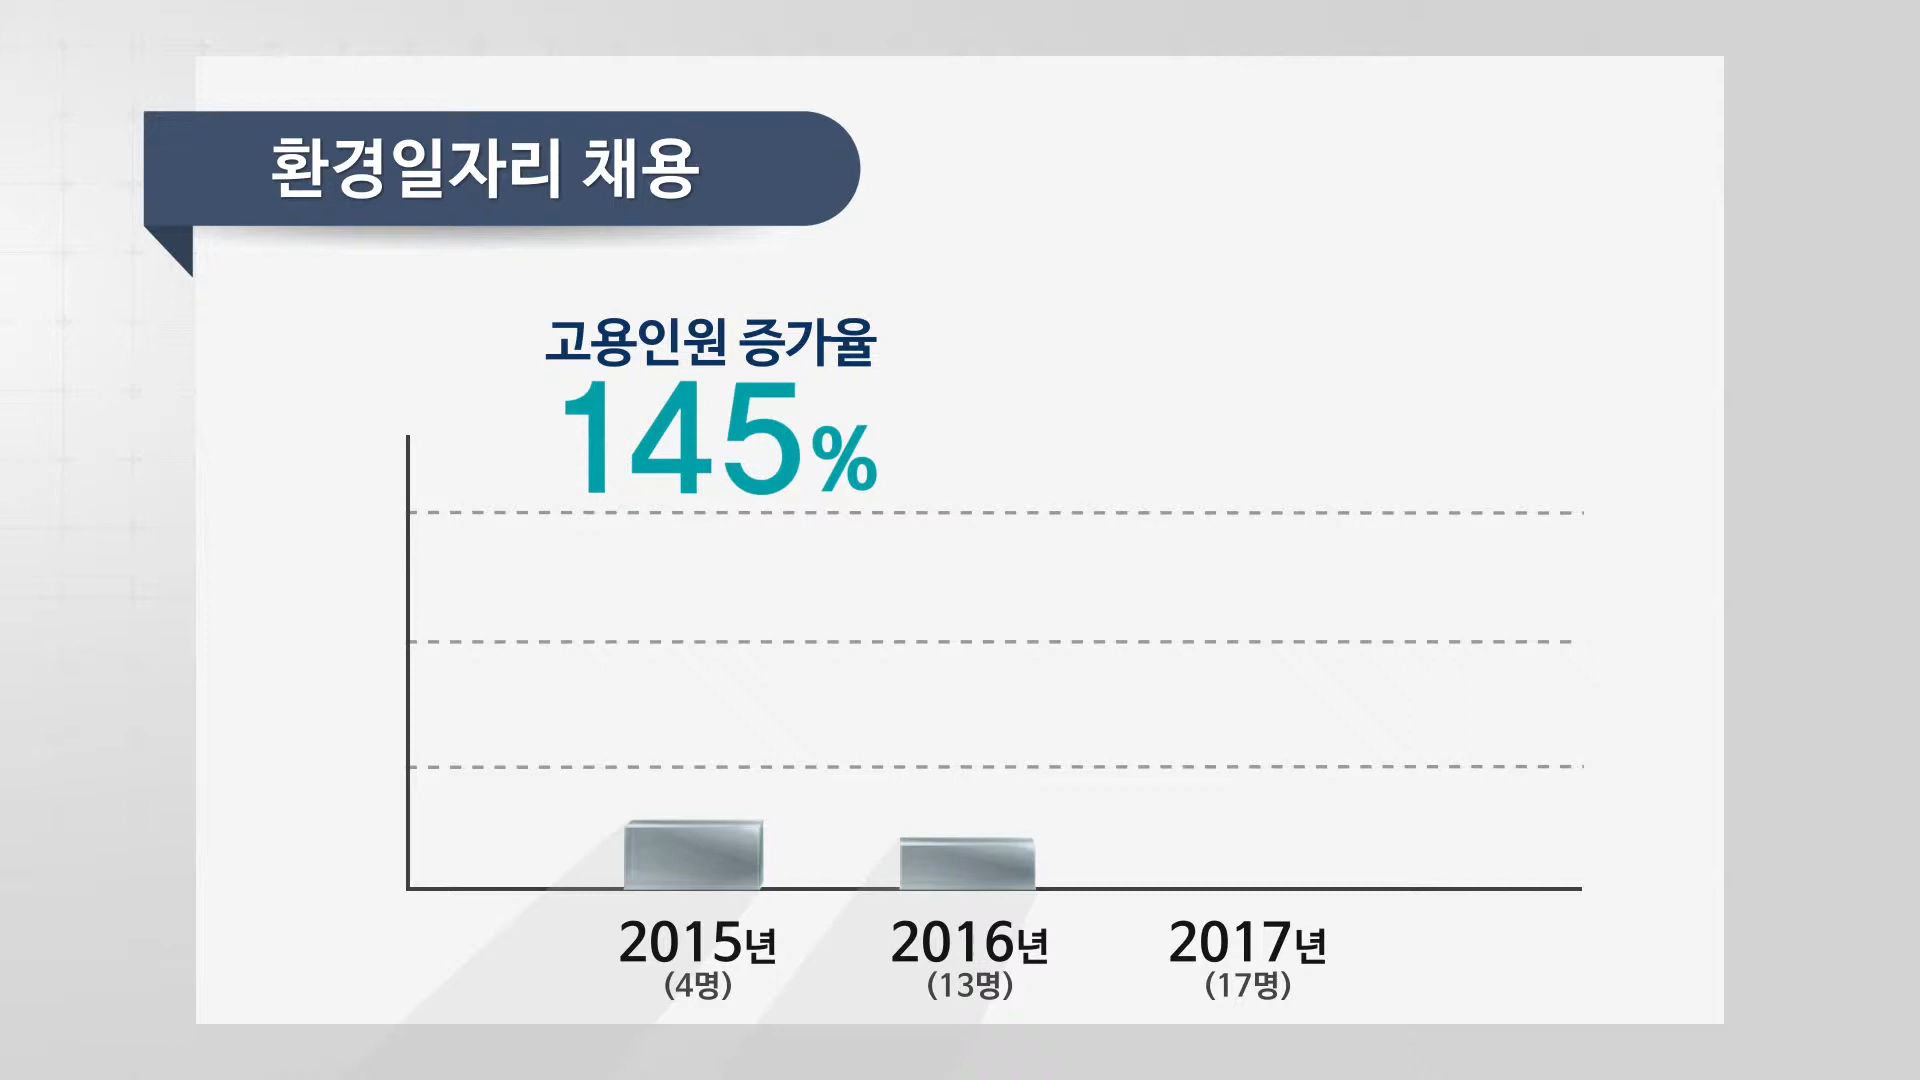 환경일자리 채용
고용인원 증가율
145%
2015년 2016년 2017년
(4명) (13명) (17명)